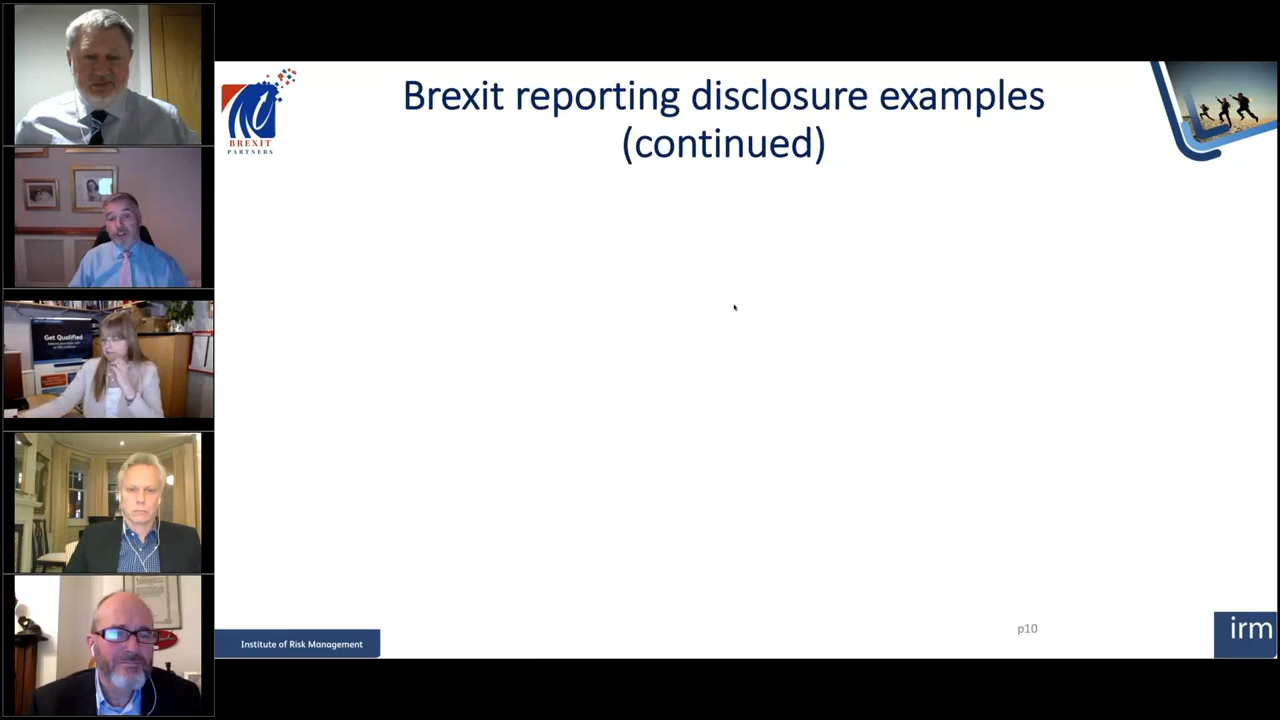 Brexit reporting disclosure examples
(continued)
BREXIT
PARTNERS
Get Qualified
Institute of Risk Management
p10
irm